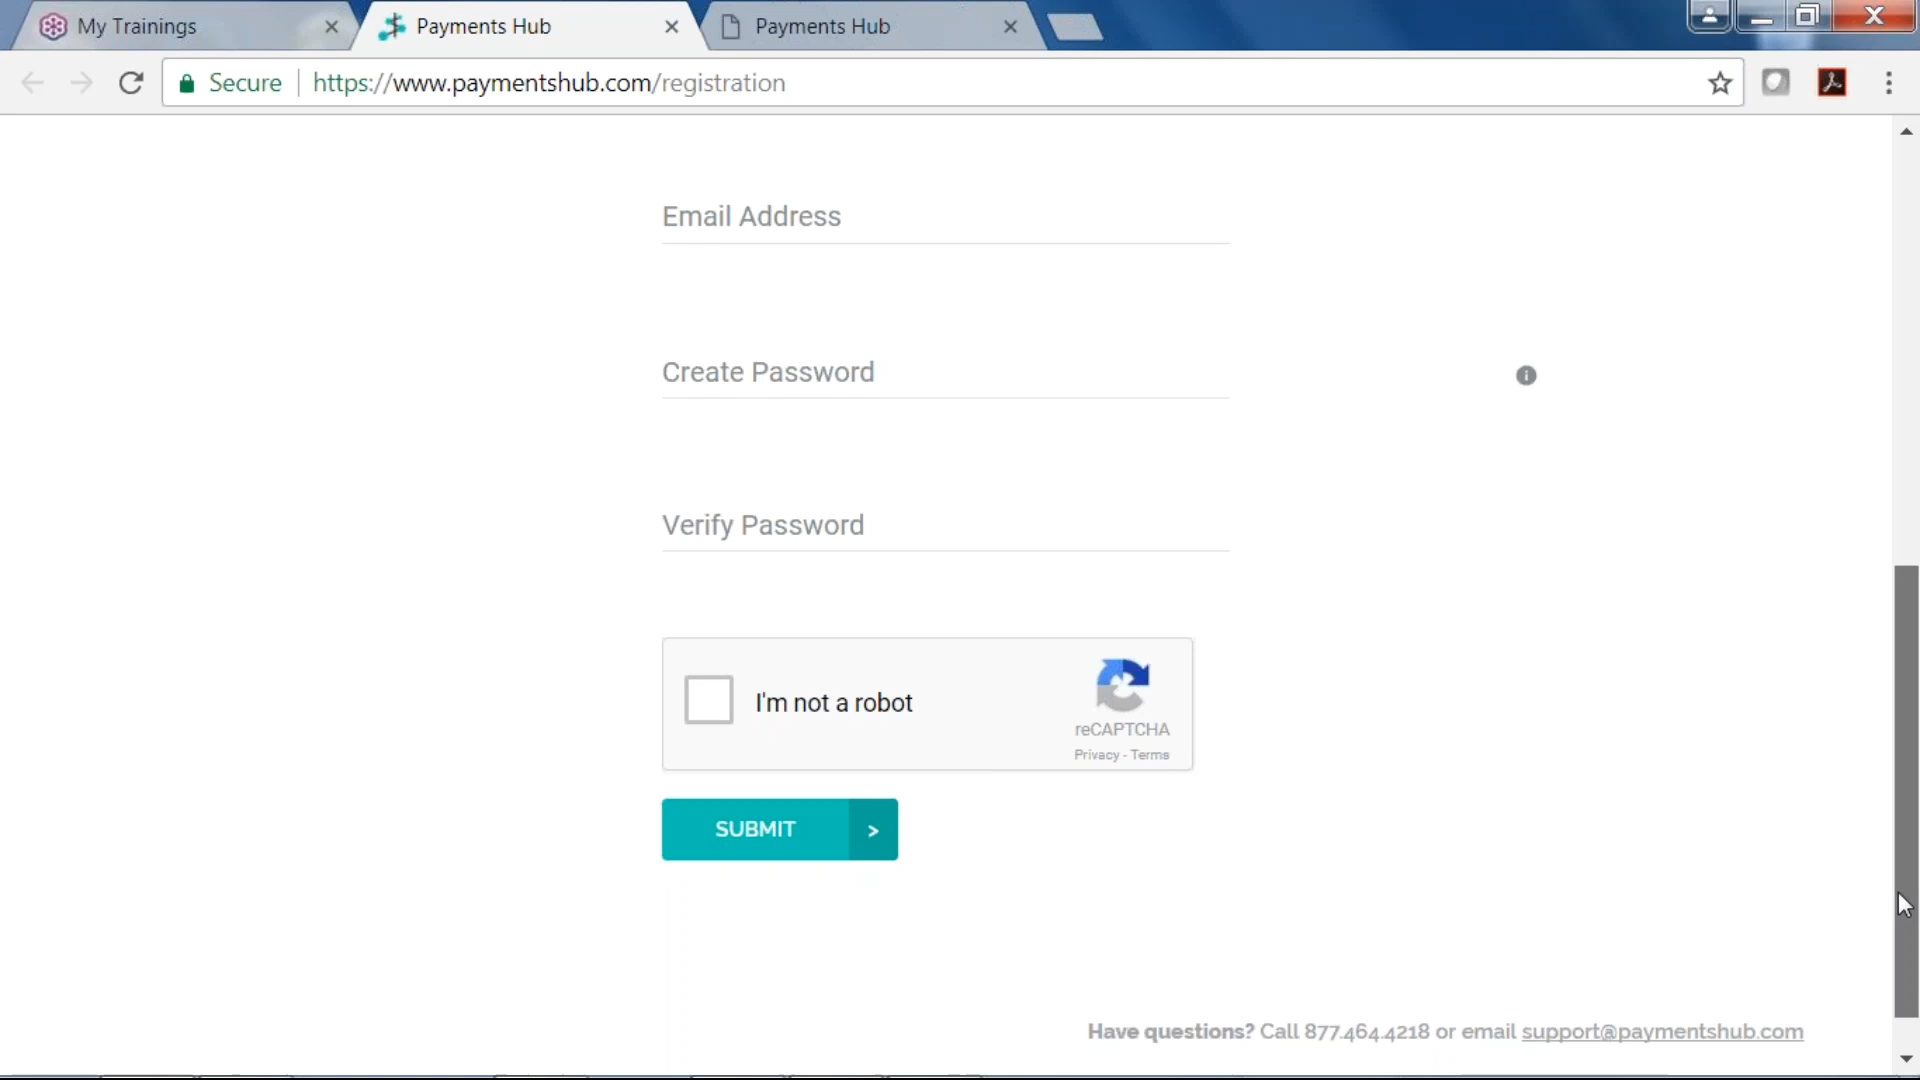 My Trainings
Payments Hub
Payments Hub
Secure
https://www.paymentshub.com/registration
Email Address
Create Password
Verify Password
I'm not a robot
reCAPTCHA
Privacy - Terms
SUBMIT >
Have questions? Call 877.464.4218 or email support@paymentshub.com